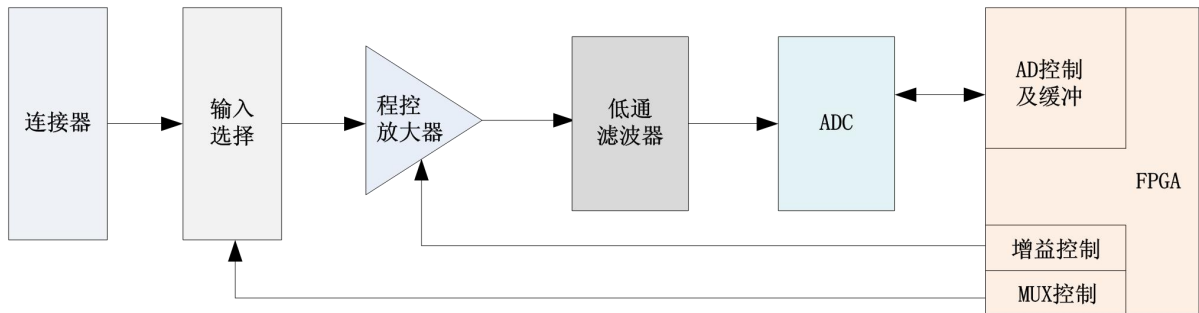 连接器
输入
选择
程控
放大器
低通
滤波器
ADC
AD控制
及缓冲
FPGA
增益控制
MUX控制